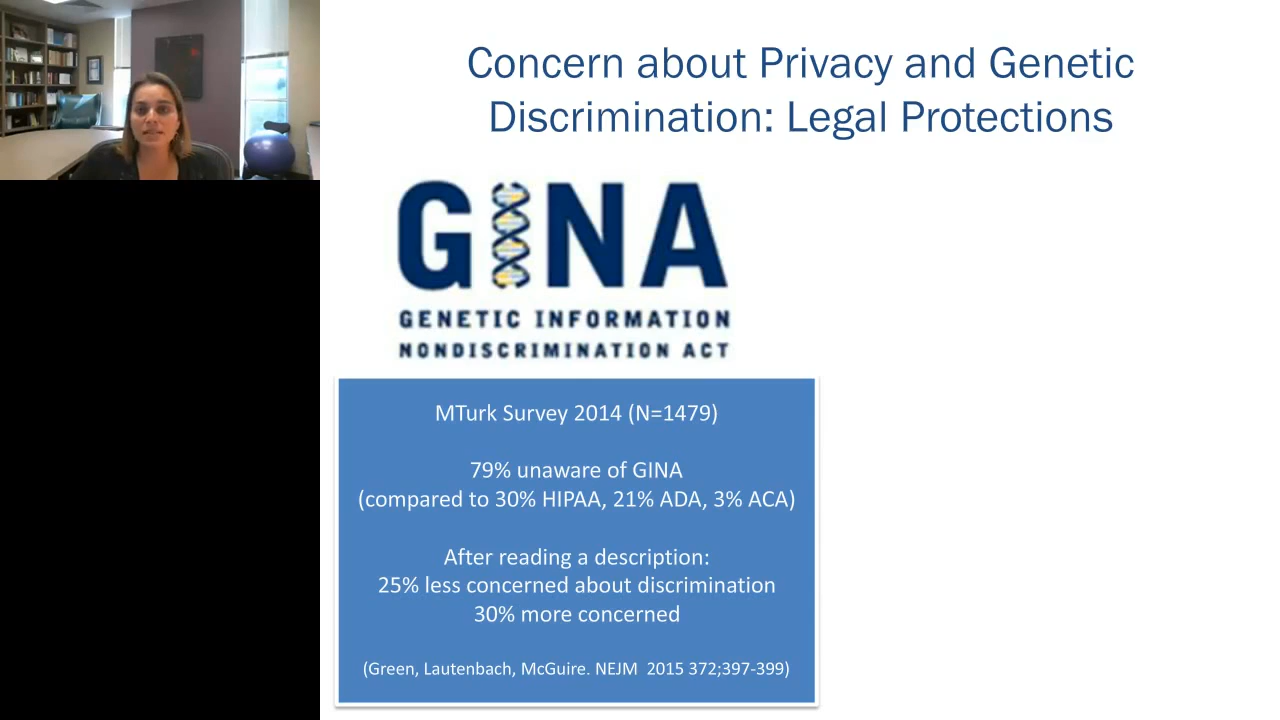 Concern about Privacy and Genetic
Discrimination: Legal Protections
GINA
GENETIC INFORMATION
NONDISCRIMINATION ACT
MTurk Survey 2014 (N=1479)
79% unaware of GINA
(compared to 30% HIPAA, 21% ADA, 3% ACA)
After reading a description:
25% less concerned about discrimination
30% more concerned
(Green, Lautenbach, McGuire. NEJM  2015 372;397-399)